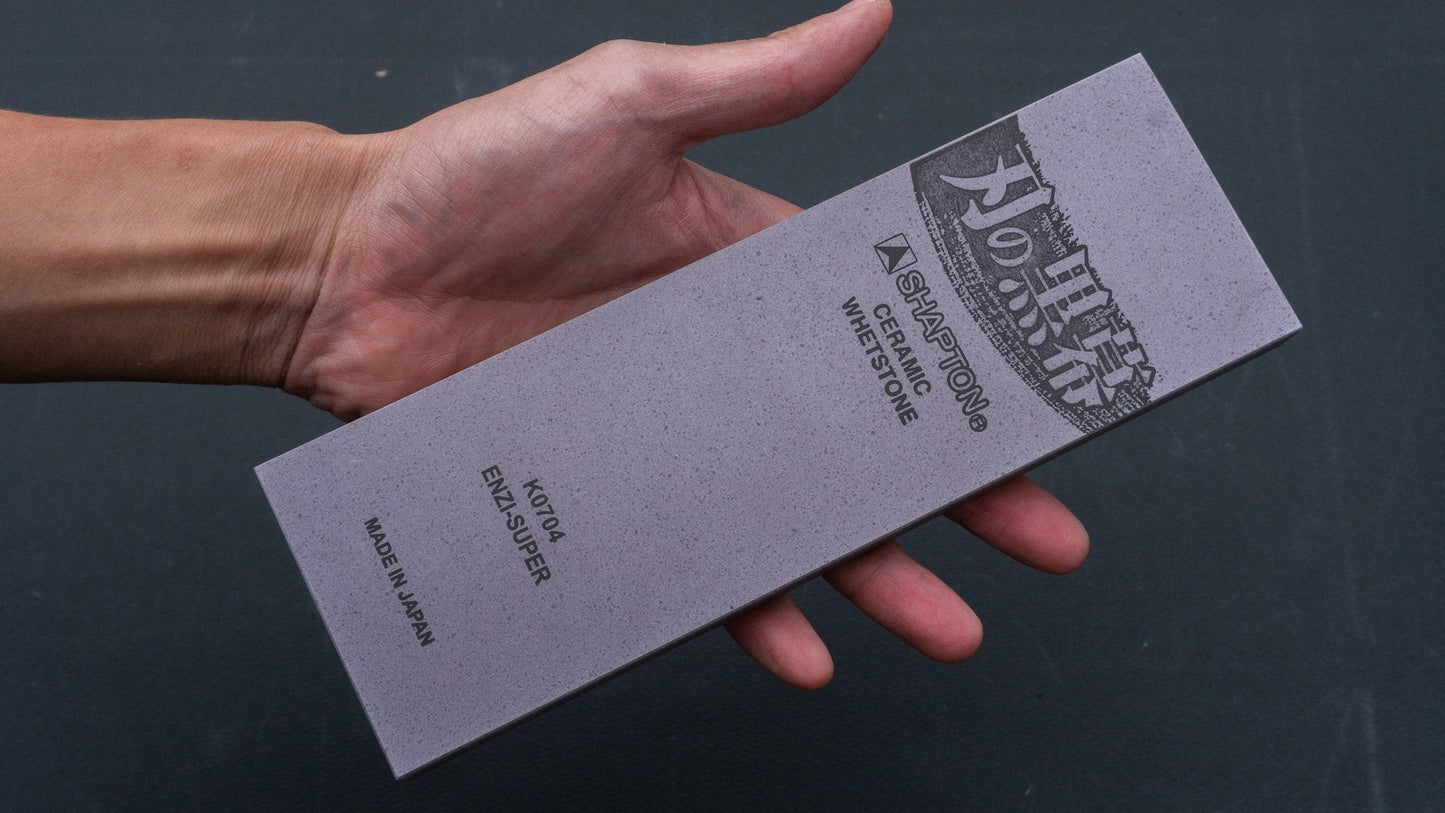 刃の黒幕
SHAPTON®
CERAMIC
WHETSTONE
K0704
ENZI-SUPER
MADE IN JAPAN